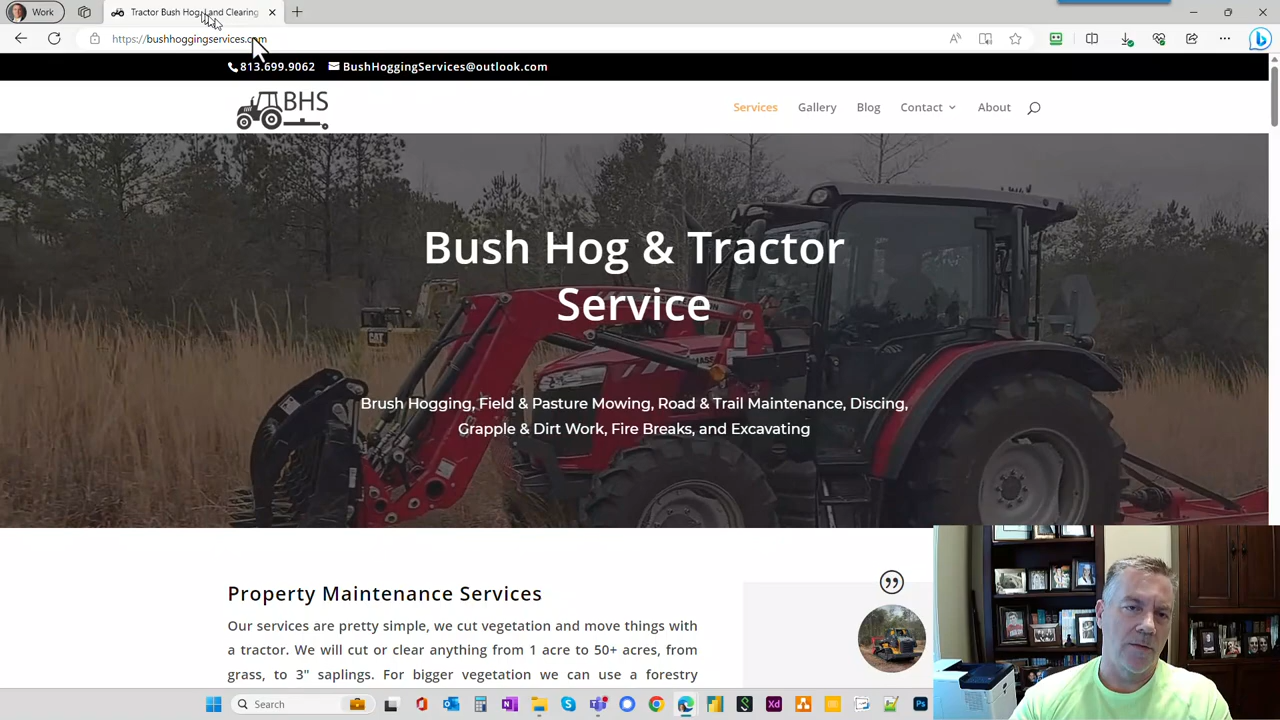 Work
Tractor Bush Hog, Land Clearing
https://bushhoggingservices.com
813.699.9062
BushHoggingServices@outlook.com
BHS
Services
Gallery
Blog
Contact
About
Bush Hog & Tractor
Service
Brush Hogging, Field & Pasture Mowing, Road & Trail Maintenance, Discing,
Grapple & Dirt Work, Fire Breaks, and Excavating
CAT
MASS
Property Maintenance Services
Our services are pretty simple, we cut vegetation and move things with
a tractor. We will cut or clear anything from 1 acre to 50+ acres, from
grass, to 3" saplings. For bigger vegetation we can use a forestry
Search
Xd
Ps